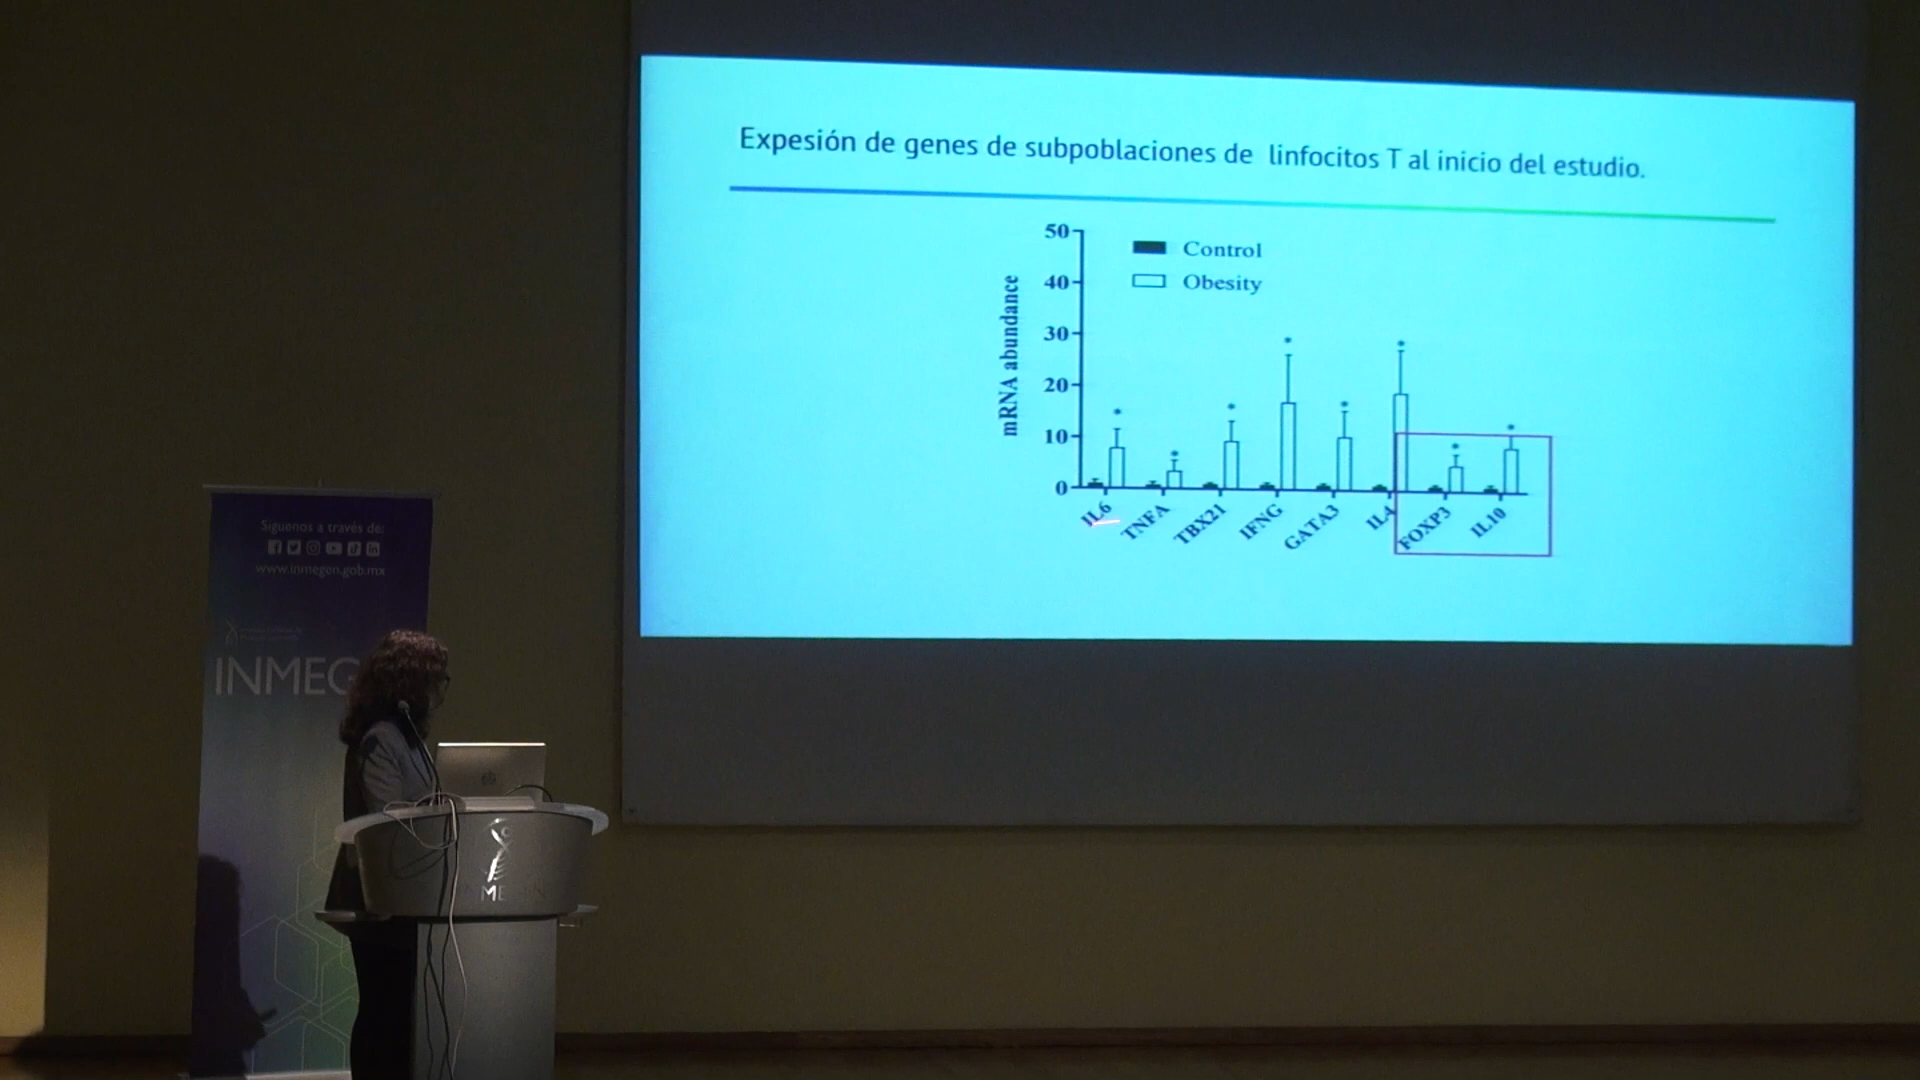 Expesión de genes de subpoblaciones de linfocitos T al inicio del estudio.
50
40
30
20
10
0
mRNA abundance
Control
Obesity
* * * * * * * *
IL6
TNFA
TBX21
IFNG
GATA3
IL4
FOXP3
IL10
Síguenos a través de:
www.inmegen.gob.mx
INMEG